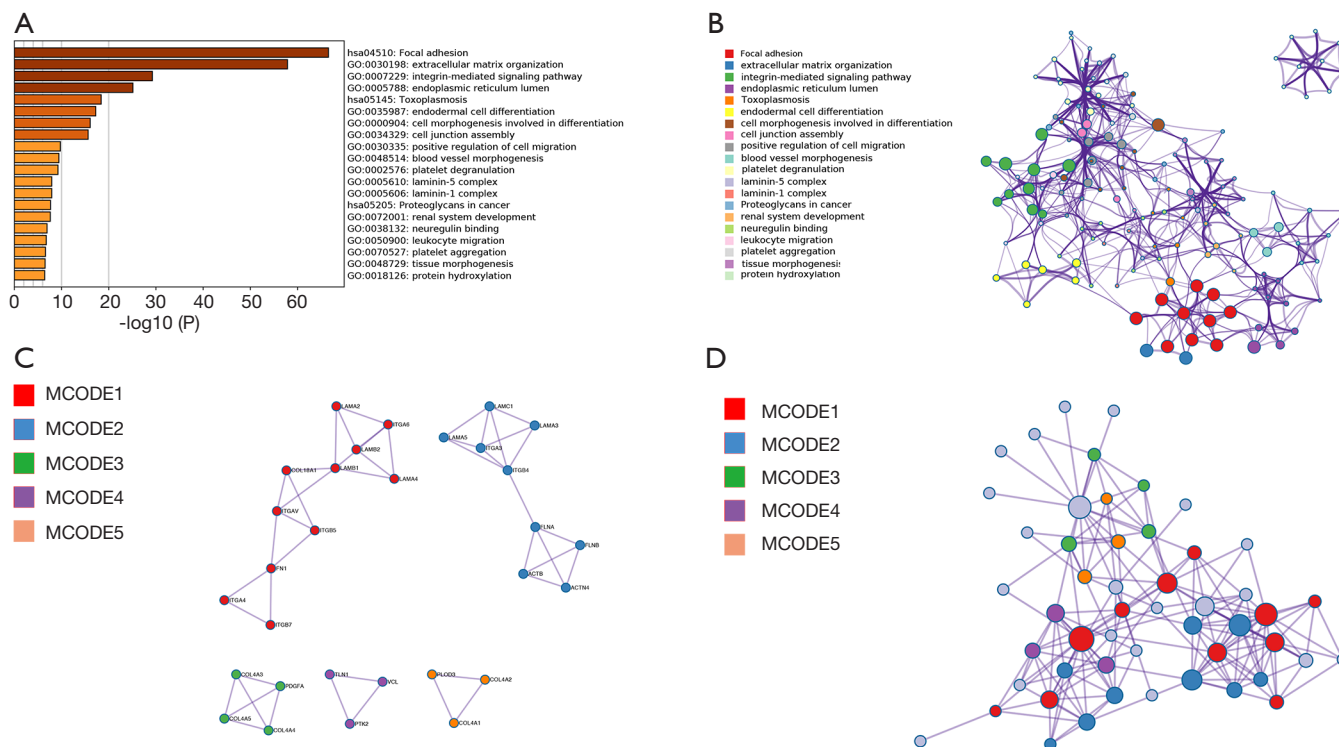 A
hsa04510: Focal adhesion
GO:0030198: extracellular matrix organization
GO:0007229: integrin-mediated signaling pathway
GO:0005788: endoplasmic reticulum lumen
hsa05145: Toxoplasmosis
GO:0035987: endodermal cell differentiation
GO:0000904: cell morphogenesis involved in differentiation
GO:0034329: cell junction assembly
GO:0030335: positive regulation of cell migration
GO:0048514: blood vessel morphogenesis
GO:0002576: platelet degranulation
GO:0005610: laminin-5 complex
GO:0005606: laminin-1 complex
hsa05205: Proteoglycans in cancer
GO:0072001: renal system development
GO:0038132: neuregulin binding
GO:0050900: leukocyte migration
GO:0070527: platelet aggregation
GO:0048729: tissue morphogenesis
GO:0018126: protein hydroxylation
0 10 20 30 40 50 60
-log10 (P)
B
Focal adhesion
extracellular matrix organization
integrin-mediated signaling pathway
endoplasmic reticulum lumen
Toxoplasmosis
endodermal cell differentiation
cell morphogenesis involved in differentiation
cell junction assembly
positive regulation of cell migration
blood vessel morphogenesis
platelet degranulation
laminin-5 complex
laminin-1 complex
Proteoglycans in cancer
renal system development
neuregulin binding
leukocyte migration
platelet aggregation
tissue morphogenesis
protein hydroxylation
C
MCODE1
MCODE2
MCODE3
MCODE4
MCODE5
LAMA2
ITGA6
LAMB2
LAMB1
COL18A1
LAMA4
ITGAV
ITGB5
FN1
ITGA4
ITGB7
LAMC1
LAMA3
LAMA5
ITGA3
ITGB4
FLNA
FLNB
ACTB
ACTN4
COL4A3
PDGFA
COL4A5
COL4A4
TLN1
VCL
PTK2
PLOD3
COL4A2
COL4A1
D
MCODE1
MCODE2
MCODE3
MCODE4
MCODE5